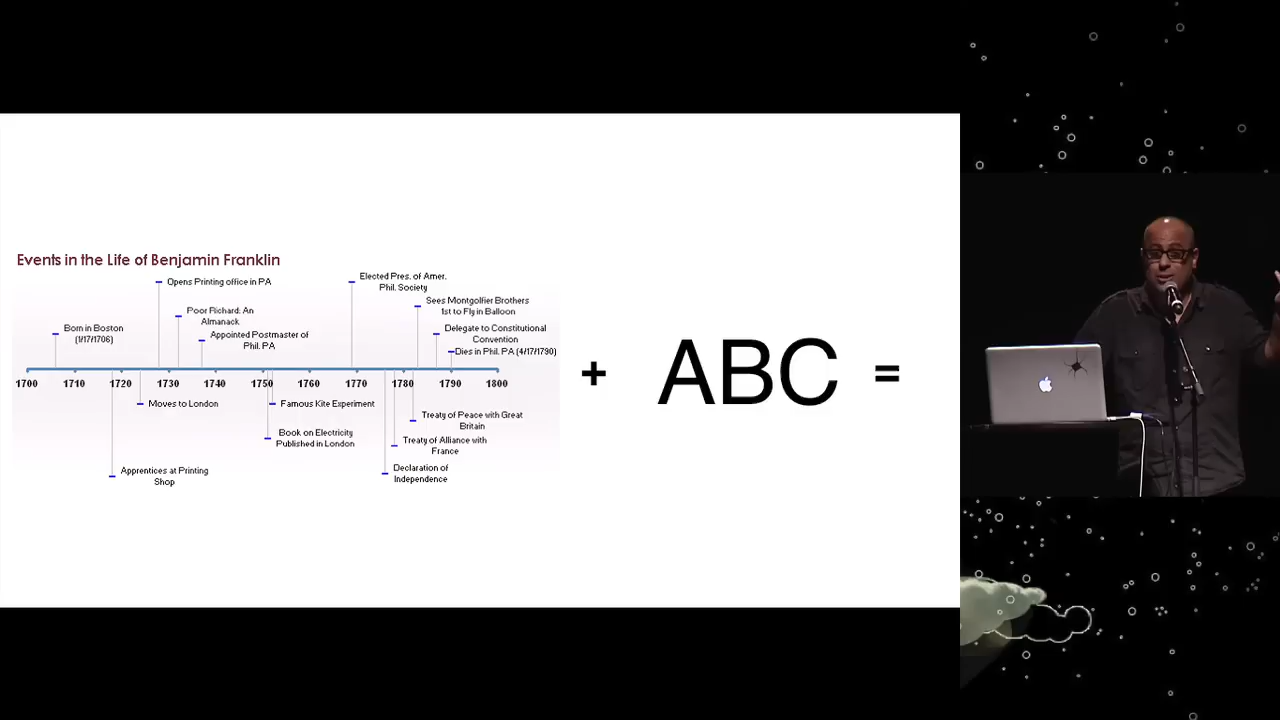 Events in the Life of Benjamin Franklin
Opens Printing office in PA
Elected Pres. of Amer.
Phil. Society
Poor Richard: An
Almanack
Sees Montgolfier Brothers
1st to Fly in Balloon
Born in Boston
(1/17/1706)
Appointed Postmaster of
Phil. PA
Delegate to Constitutional
Convention
Dies in Phil. PA (4/17/1790)
1700 1710 1720 1730 1740 1750 1760 1770 1780 1790 1800
Moves to London
Famous Kite Experiment
Treaty of Peace with Great
Britain
Book on Electricity
Published in London
Treaty of Alliance with
France
Apprentices at Printing
Shop
Declaration of
Independence
+ ABC =